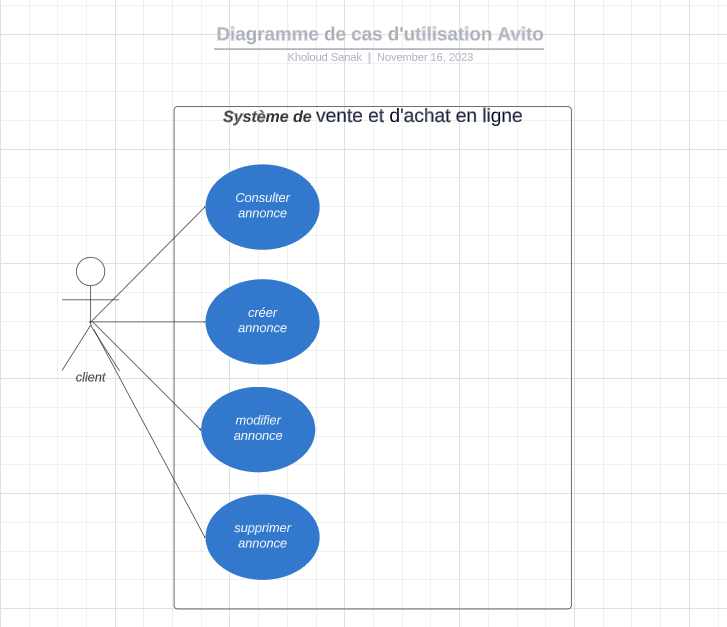 Diagramme de cas d'utilisation Avito
Kholoud Sanak | November 16, 2023
Système de vente et d'achat en ligne
Consulter
annonce
créer
annonce
client
modifier
annonce
supprimer
annonce